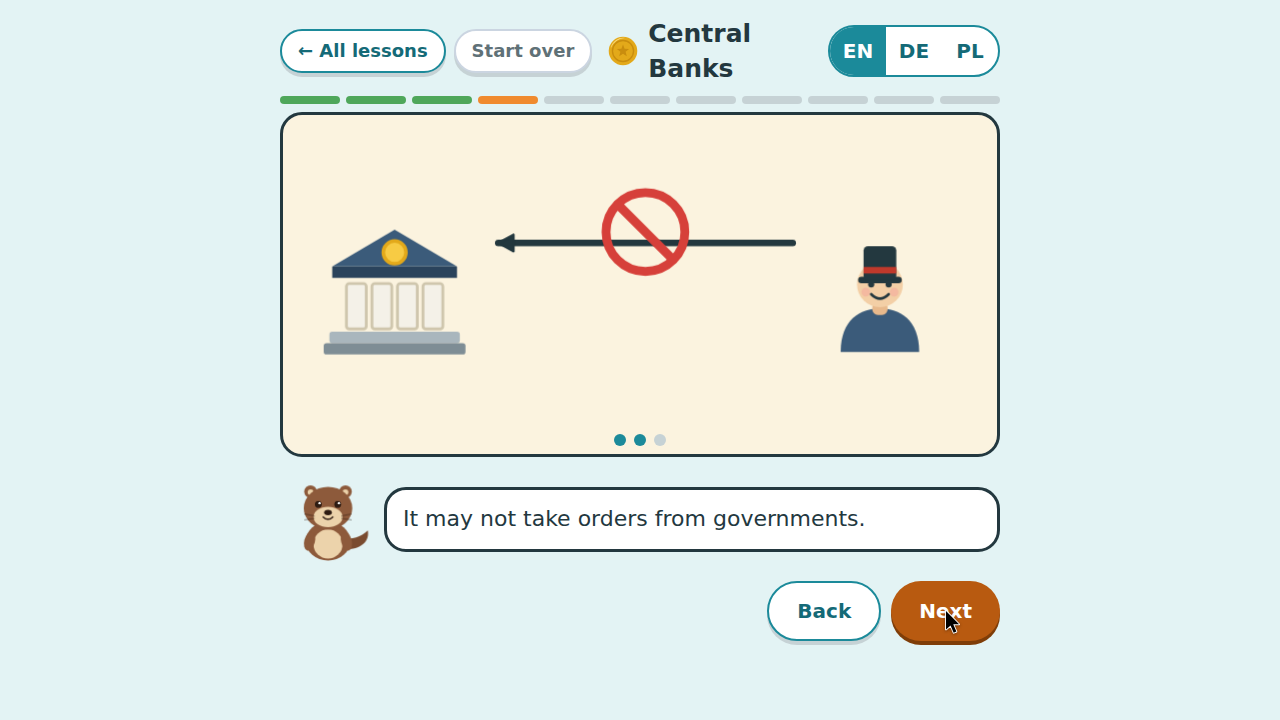 ← All lessons
Start over
Central
Banks
EN DE PL
It may not take orders from governments.
Back
Next